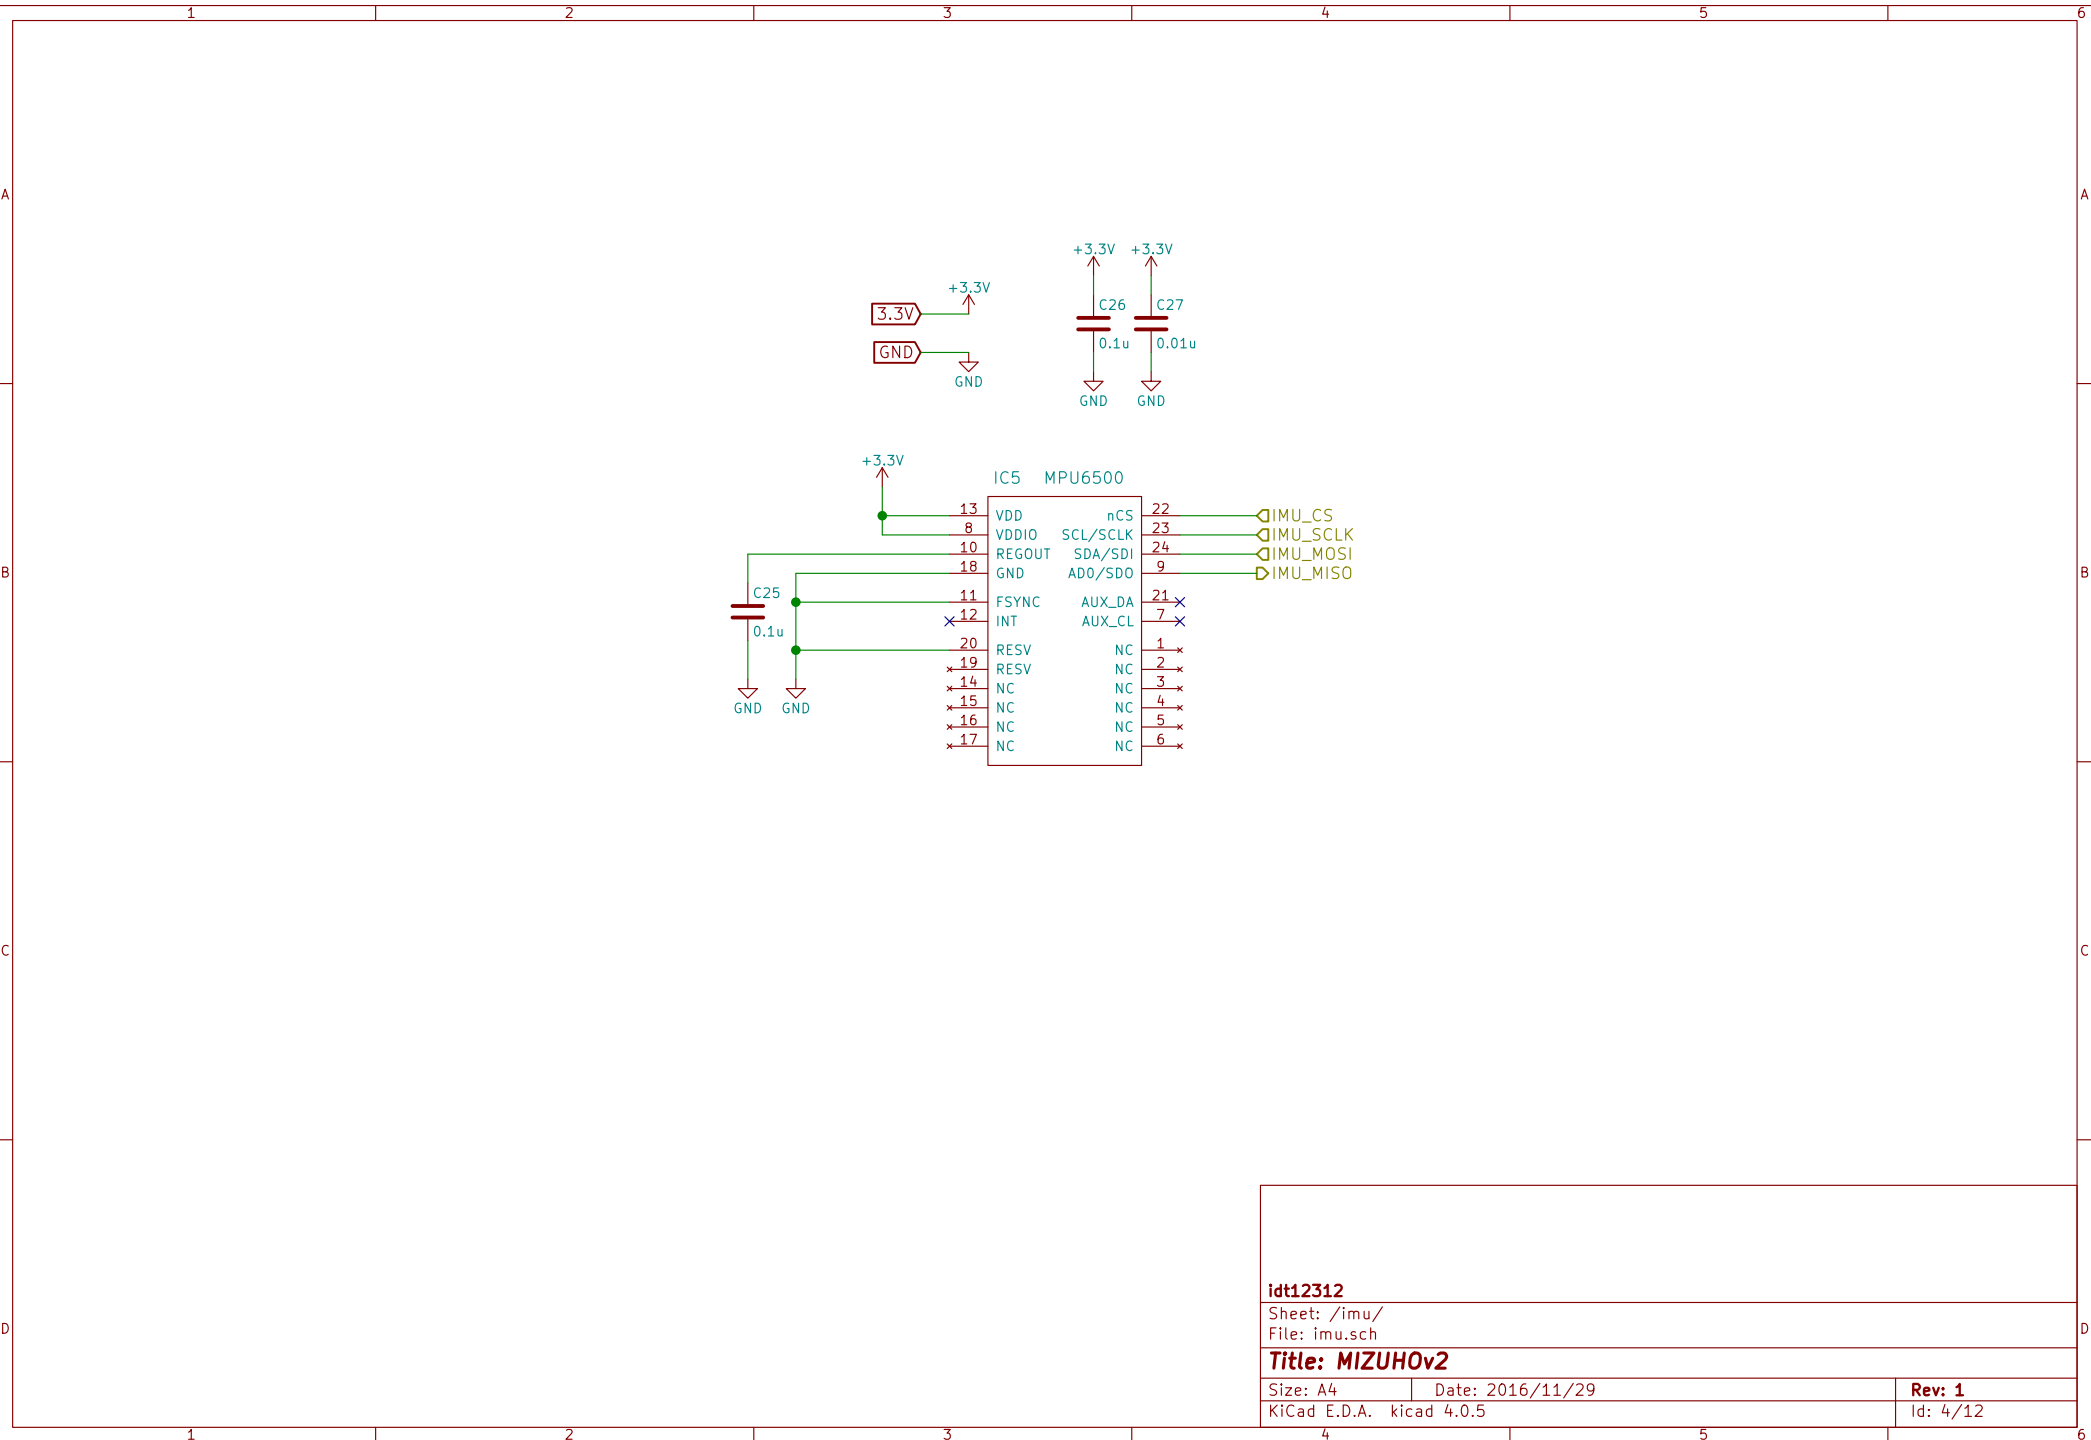 1 2 3 4 5 6
A A
+3.3V +3.3V
+3.3V
3.3V
C26 C27
0.1u 0.01u
GND
GND
GND GND
+3.3V
IC5 MPU6500
13 VDD nCS 22 IMU_CS
8 VDDIO SCL/SCLK 23 IMU_SCLK
10 REGOUT SDA/SDI 24 IMU_MOSI
B 18 GND AD0/SDO 9 IMU_MISO B
C25
11 FSYNC AUX_DA 21
12 INT AUX_CL 7
0.1u
20 RESV NC 1
19 RESV NC 2
14 NC NC 3
15 NC NC 4
16 NC NC 5
17 NC NC 6
GND GND
C C
idt12312
Sheet: /imu/
File: imu.sch
D D
Title: MIZUHOv2
Size: A4 Date: 2016/11/29 Rev: 1
KiCad E.D.A. kicad 4.0.5 Id: 4/12
1 2 3 4 5 6